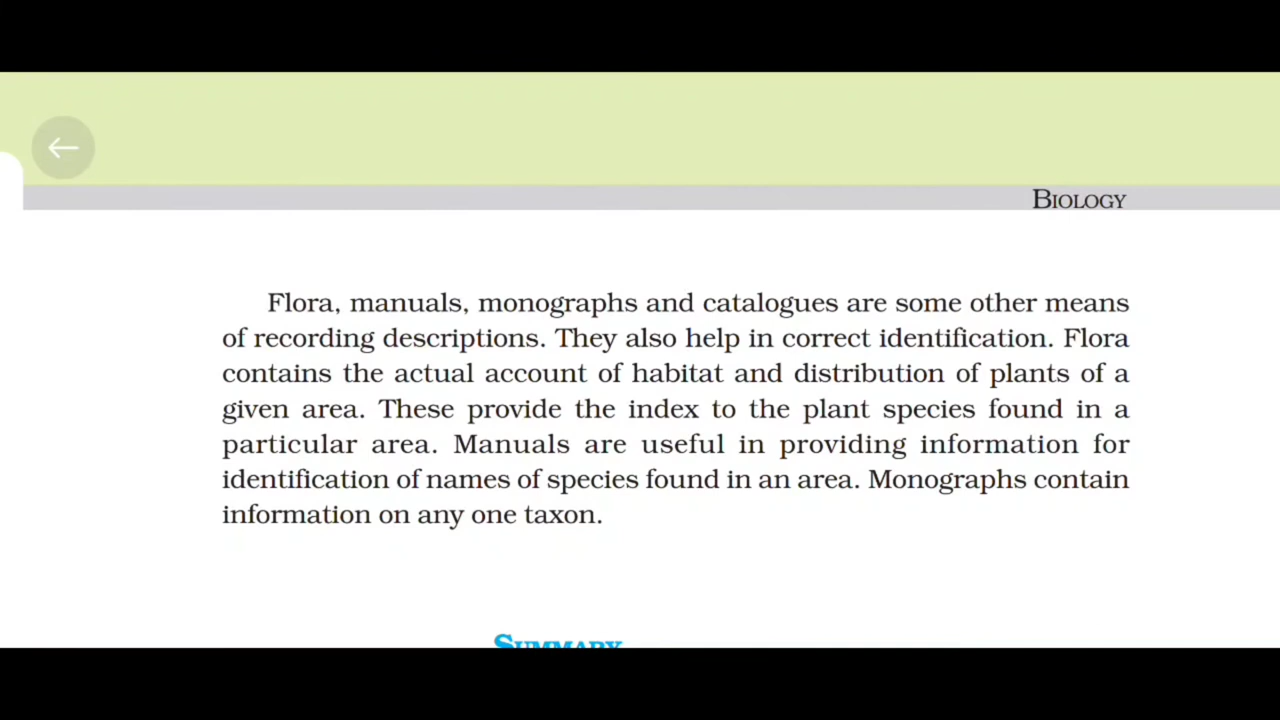 BIOLOGY
Flora, manuals, monographs and catalogues are some other means
of recording descriptions. They also help in correct identification. Flora
contains the actual account of habitat and distribution of plants of a
given area. These provide the index to the plant species found in a
particular area. Manuals are useful in providing information for
identification of names of species found in an area. Monographs contain
information on any one taxon.
SUMMARY